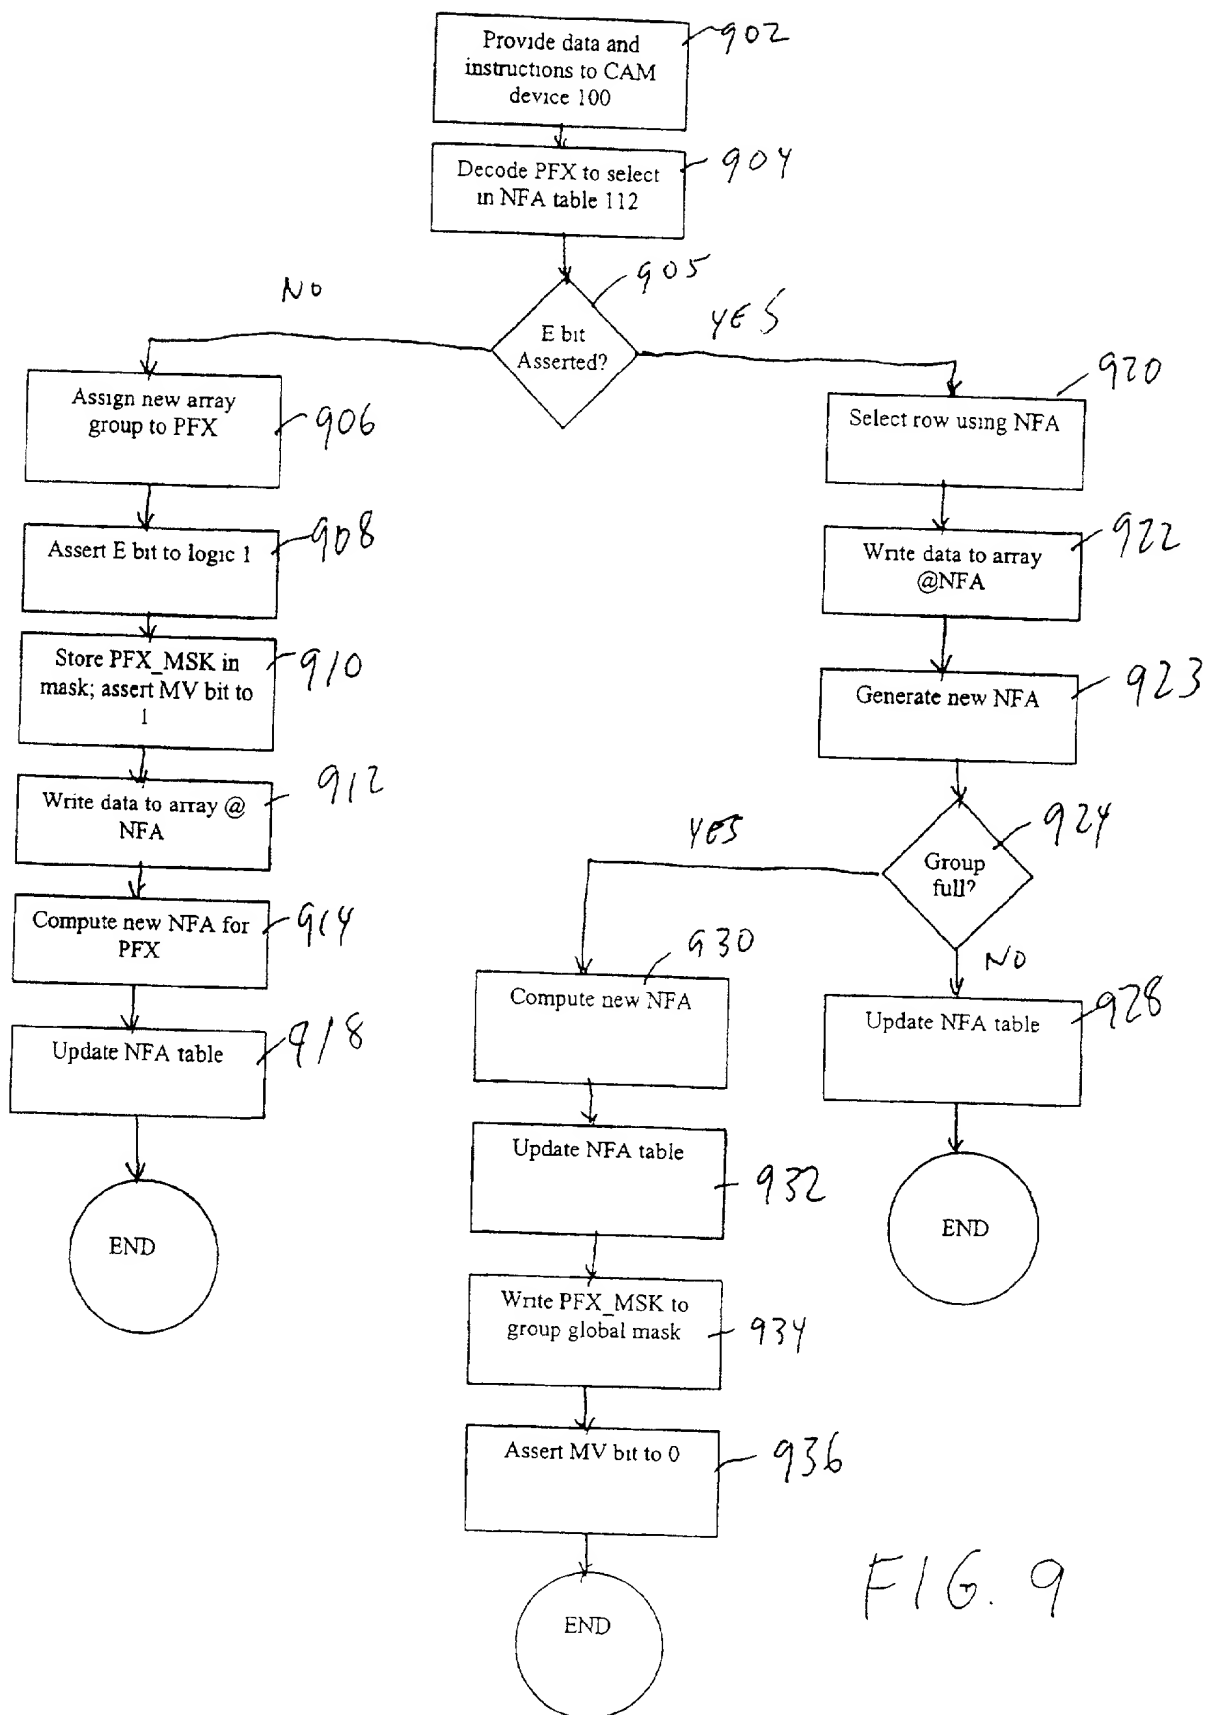 Provide data and
instructions to CAM
device 100
902
Decode PFX to select
in NFA table 112
904
E bit
Asserted?
905
NO
YES
Assign new array
group to PFX
906
Assert E bit to logic 1
908
Store PFX_MSK in
mask; assert MV bit to
1
910
Write data to array @
NFA
912
Compute new NFA for
PFX
914
Update NFA table
918
END
Select row using NFA
920
Write data to array
@NFA
922
Generate new NFA
923
Group
full?
924
YES
NO
Update NFA table
928
END
Compute new NFA
930
Update NFA table
932
Write PFX_MSK to
group global mask
934
Assert MV bit to 0
936
END
FIG. 9